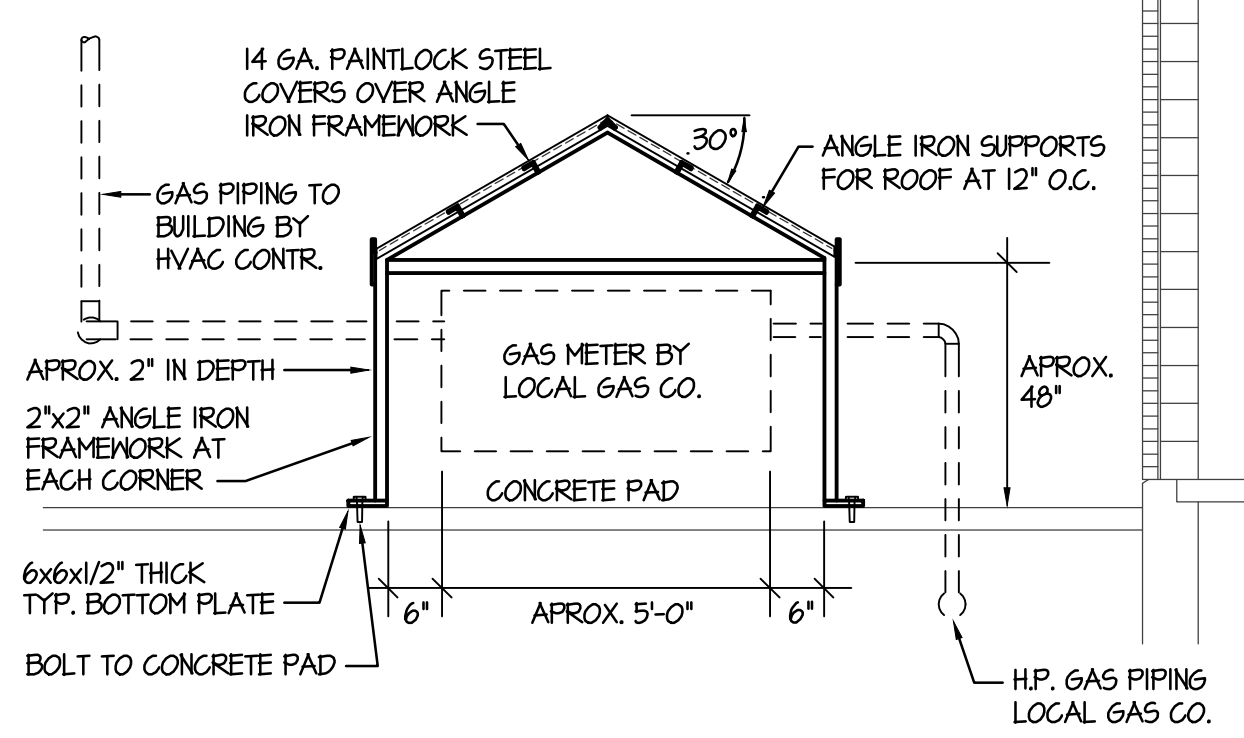 14 GA. PAINTLOCK STEEL
COVERS OVER ANGLE
IRON FRAMEWORK
30°
ANGLE IRON SUPPORTS
FOR ROOF AT 12" O.C.
GAS PIPING TO
BUILDING BY
HVAC CONTR.
GAS METER BY
LOCAL GAS CO.
APROX. 2" IN DEPTH
APROX.
48"
2"x2" ANGLE IRON
FRAMEWORK AT
EACH CORNER
CONCRETE PAD
6x6x1/2" THICK
TYP. BOTTOM PLATE
6"
APROX. 5'-0"
6"
BOLT TO CONCRETE PAD
H.P. GAS PIPING
LOCAL GAS CO.